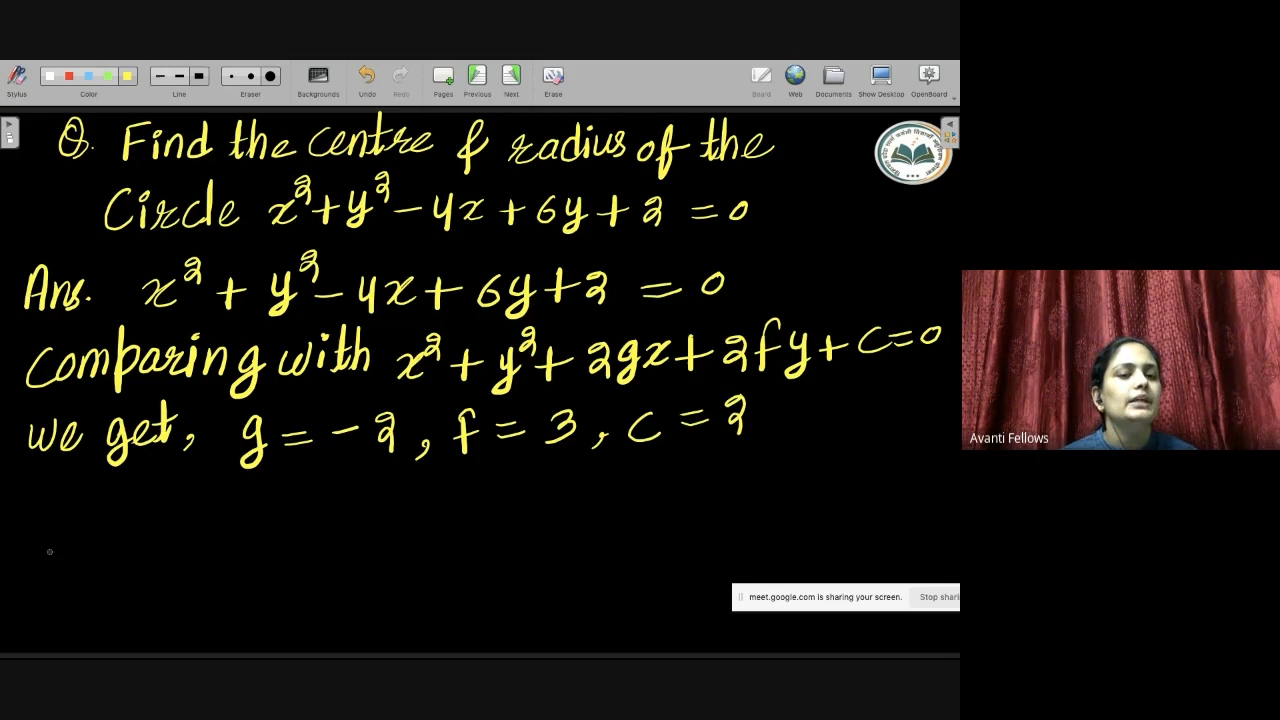 Stylus Color Line Eraser Backgrounds Undo Redo Pages Previous Next Erase Board Web Documents Show Desktop OpenBoard
Q. Find the centre & radius of the
Circle x²+y²-4x+6y+2=0
Ans. x²+y²-4x+6y+2=0
Comparing with x²+y²+2gx+2fy+c=0
we get, g=-2, f=3, c=2
Avanti Fellows
meet.google.com is sharing your screen. Stop shari